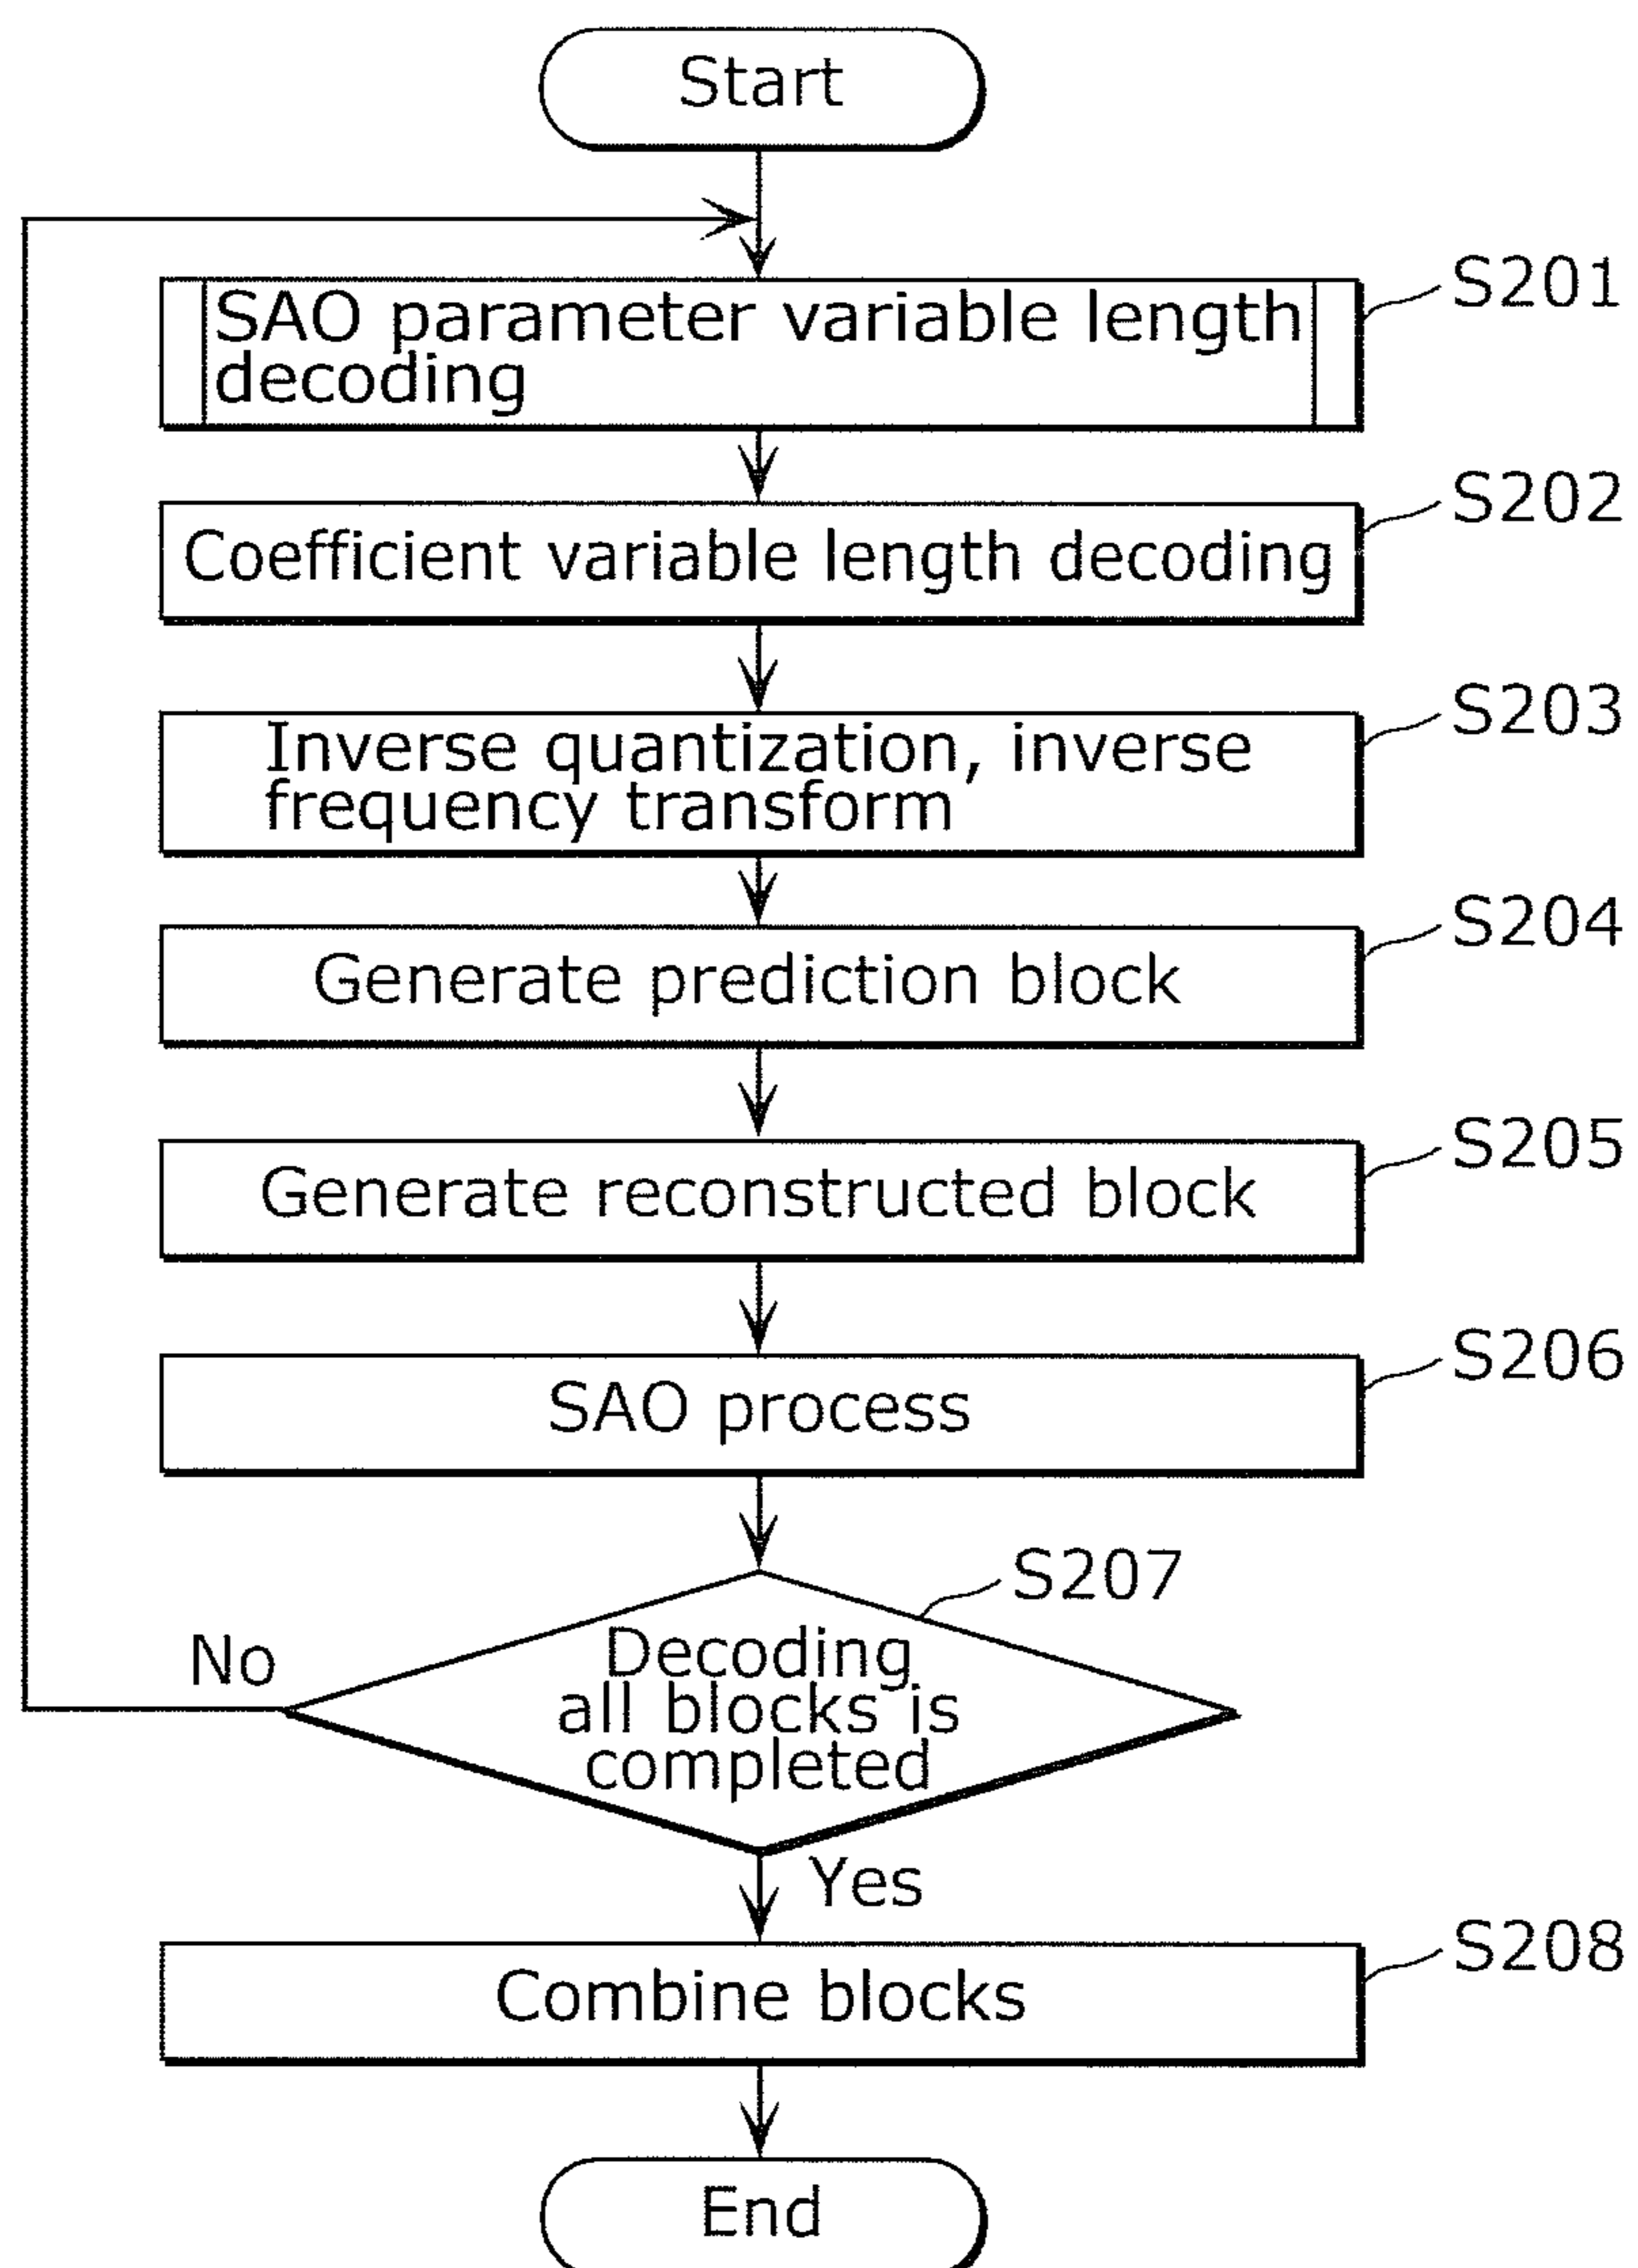 Start
S201
SAO parameter variable length
decoding
S202
Coefficient variable length decoding
S203
Inverse quantization, inverse
frequency transform
S204
Generate prediction block
S205
Generate reconstructed block
S206
SAO process
S207
No
Decoding
all blocks is
completed
Yes
S208
Combine blocks
End